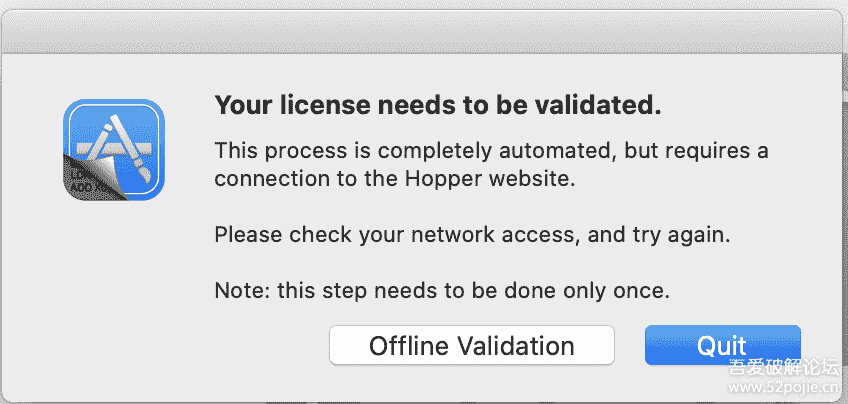 Your license needs to be validated.
This process is completely automated, but requires a
connection to the Hopper website.
Please check your network access, and try again.
Note: this step needs to be done only once.
Offline Validation
Quit
吾爱破解论坛
www.52pojie.cn